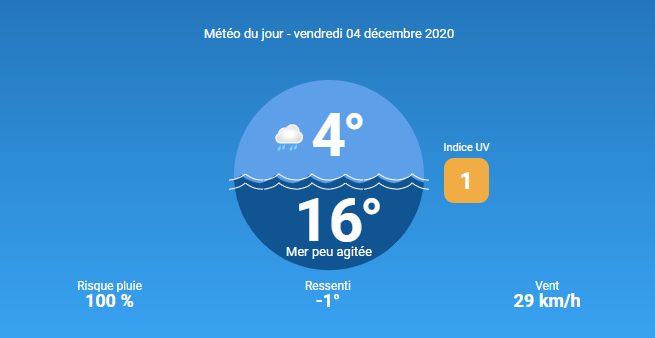 Météo du jour - vendredi 04 décembre 2020
4°
Indice UV
1
16°
Mer peu agitée
Risque pluie
100 %
Ressenti
-1°
Vent
29 km/h